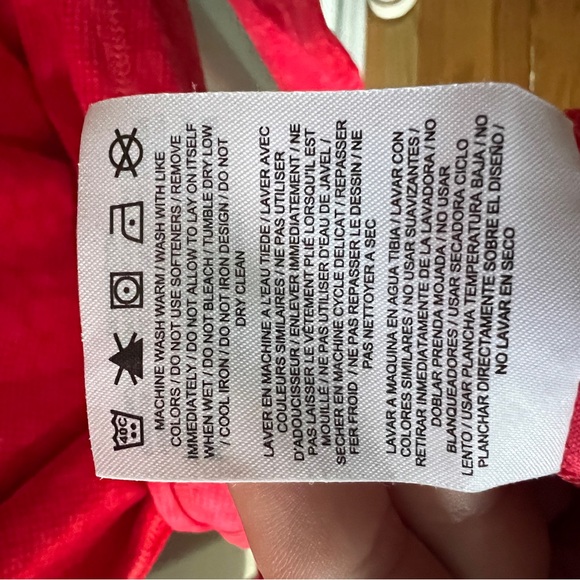 40C
MACHINE WASH WARM / WASH WITH LIKE
COLORS / DO NOT USE SOFTENERS / REMOVE
IMMEDIATELY / DO NOT ALLOW TO LAY ON ITSELF
WHEN WET / DO NOT BLEACH / TUMBLE DRY LOW
/ COOL IRON / DO NOT IRON DESIGN / DO NOT
DRY CLEAN
LAVER EN MACHINE A L'EAU TIEDE / LAVER AVEC
COULEURS SIMILAIRES / NE PAS UTILISER
D'ADOUCISSEUR / ENLEVER IMMEDIATEMENT / NE
PAS LAISSER LE VÊTEMENT PLIÉ LORSQU'IL EST
MOUILLÉ / NE PAS UTILISER D'EAU DE JAVEL /
SECHER EN MACHINE CYCLE DELICAT / REPASSER
FER FROID / NE PAS REPASSER LE DESSIN / NE
PAS NETTOYER A SEC
LAVAR A MAQUINA EN AGUA TIBIA / LAVAR CON
COLORES SIMILARES / NO USAR SUAVIZANTES /
RETIRAR INMEDIATAMENTE DE LA LAVADORA / NO
DOBLAR PRENDA MOJADA / NO USAR
BLANQUEADORES / USAR SECADORA CICLO
LENTO / USAR PLANCHA TEMPERATURA BAJA / NO
PLANCHAR DIRECTAMENTE SOBRE EL DISEÑO /
NO LAVAR EN SECO